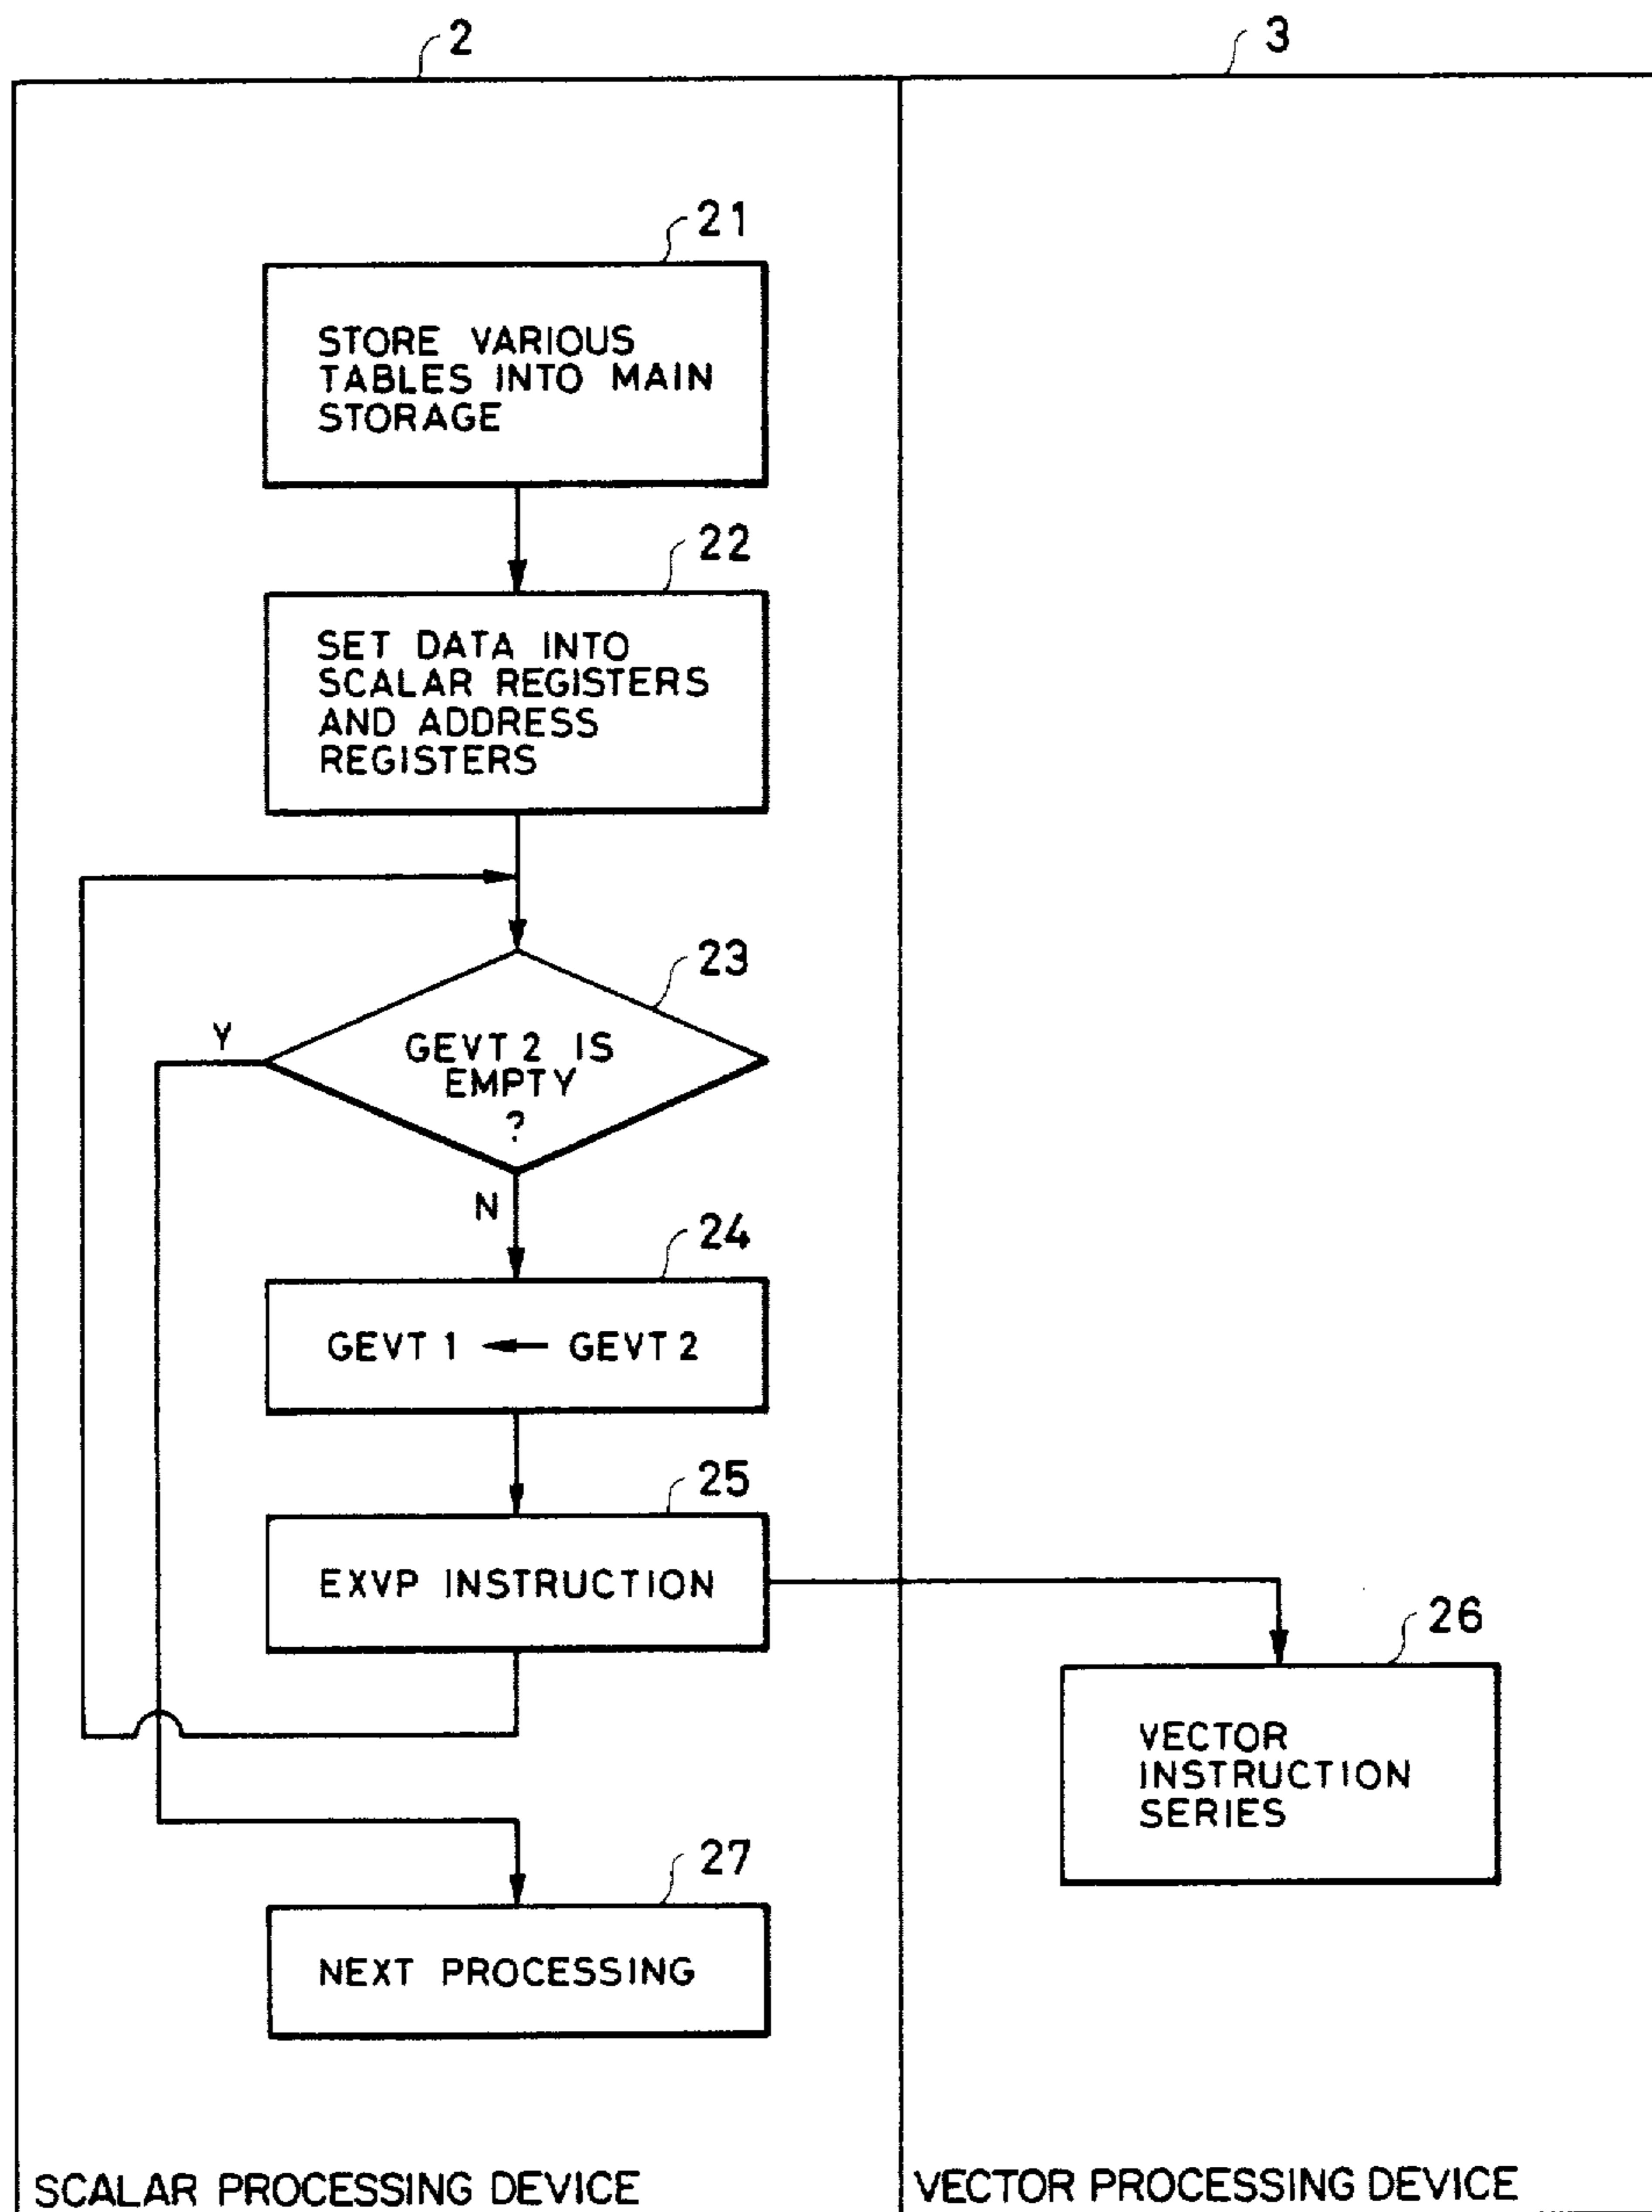 2
3
21
STORE VARIOUS
TABLES INTO MAIN
STORAGE
22
SET DATA INTO
SCALAR REGISTERS
AND ADDRESS
REGISTERS
23
Y
GEVT 2 IS
EMPTY
?
N
24
GEVT 1 ← GEVT 2
25
EXVP INSTRUCTION
26
VECTOR
INSTRUCTION
SERIES
27
NEXT PROCESSING
SCALAR PROCESSING DEVICE
VECTOR PROCESSING DEVICE